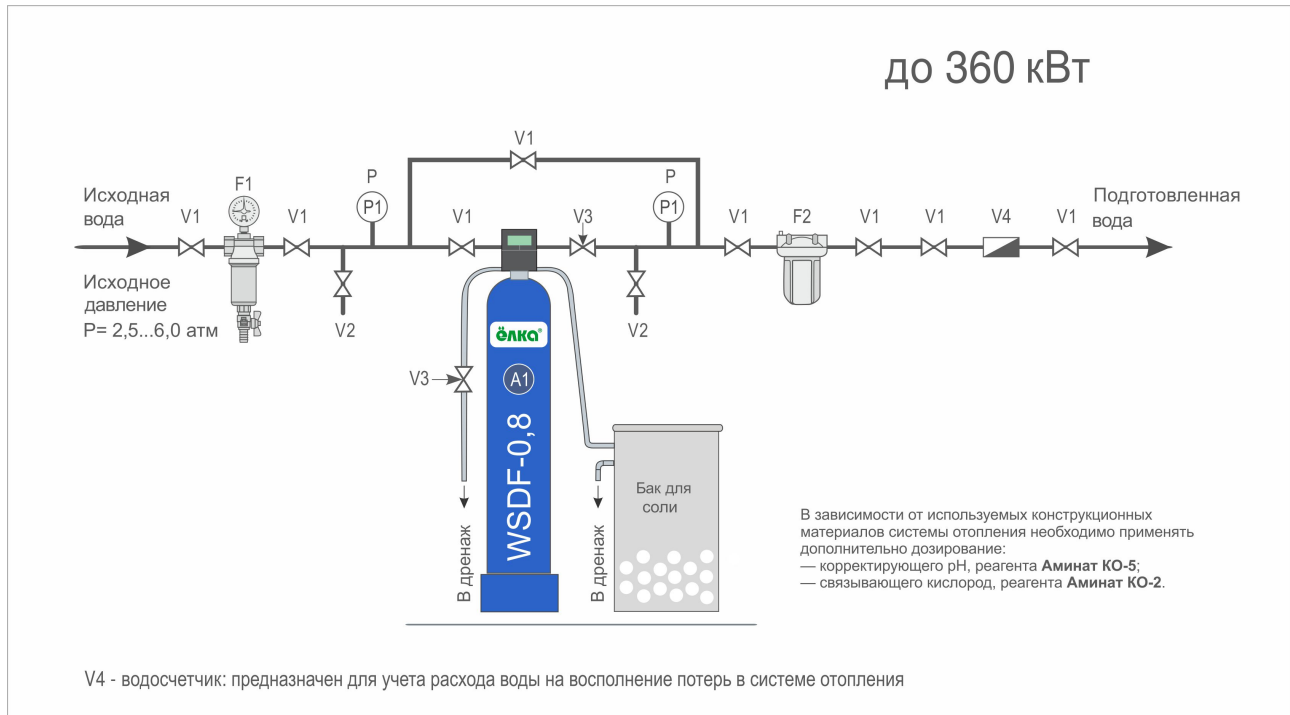 до 360 кВт
V1
Исходная
вода
V1
F1
V1
P
P1
V1
V3
P
P1
V1
F2
V1
V1
V4
V1
Подготовленная
вода
Исходное
давление
P= 2,5...6,0 атм
V2
V2
ёлка®
V3
A1
WSDF-0,8
В дренаж
В дренаж
Бак для
соли
В зависимости от используемых конструкционных
материалов системы отопления необходимо применять
дополнительно дозирование:
— корректирующего pH, реагента Аминат КО-5;
— связывающего кислород, реагента Аминат КО-2.
V4 - водосчетчик: предназначен для учета расхода воды на восполнение потерь в системе отопления